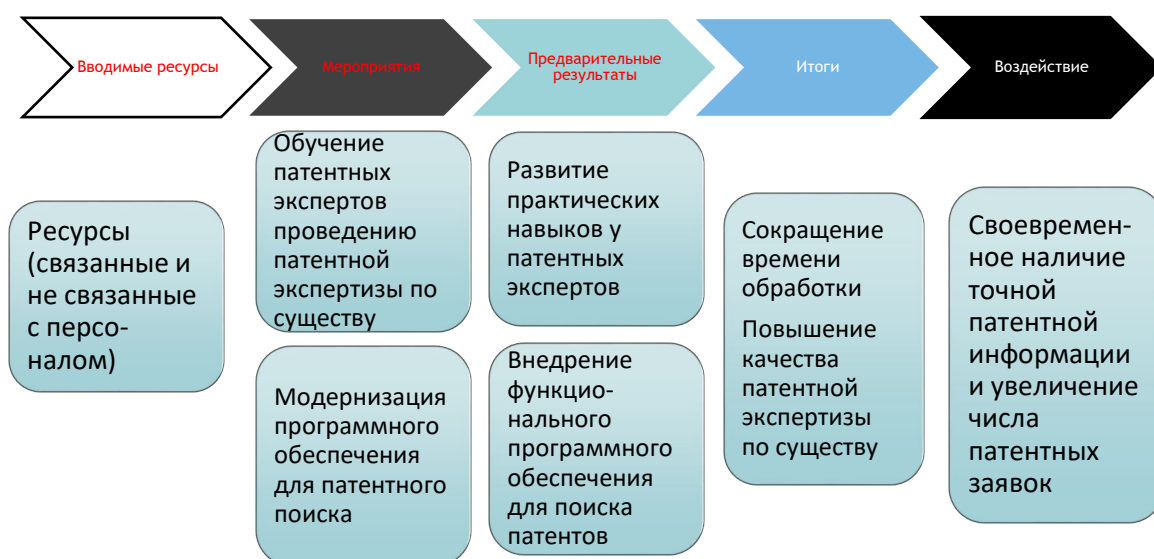 Вводимые ресурсы
Мероприятия
Предварительные
результаты
Итоги
Воздействие
Ресурсы
(связанные и
не связанные
с персо-
налом)
Обучение
патентных
экспертов
проведению
патентной
экспертизы по
существу
Модернизация
программного
обеспечения
для патентного
поиска
Развитие
практических
навыков у
патентных
экспертов
Внедрение
функцио-
нального
программного
обеспечения
для поиска
патентов
Сокращение
времени
обработки
Повышение
качества
патентной
экспертизы
по существу
Своевремен-
ное наличие
точной
патентной
информации
и увеличение
числа
патентных
заявок